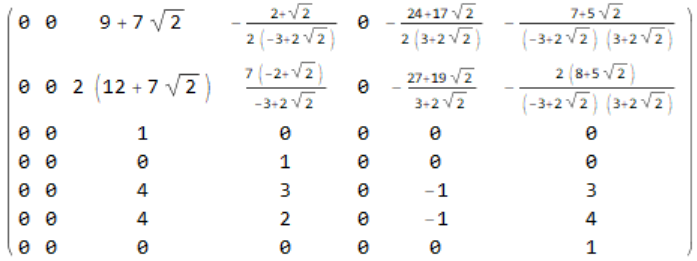 0 0 9 + 7 √2 - (2+√2)/(2 (-3+2 √2)) 0 - (24+17 √2)/(2 (3+2 √2)) - (7+5 √2)/((-3+2 √2) (3+2 √2))
0 0 2 (12 + 7 √2) (7 (-2+√2))/(-3+2 √2) 0 - (27+19 √2)/(3+2 √2) - (2 (8+5 √2))/((-3+2 √2) (3+2 √2))
0 0 1 0 0 0 0
0 0 0 1 0 0 0
0 0 4 3 0 -1 3
0 0 4 2 0 -1 4
0 0 0 0 0 0 1